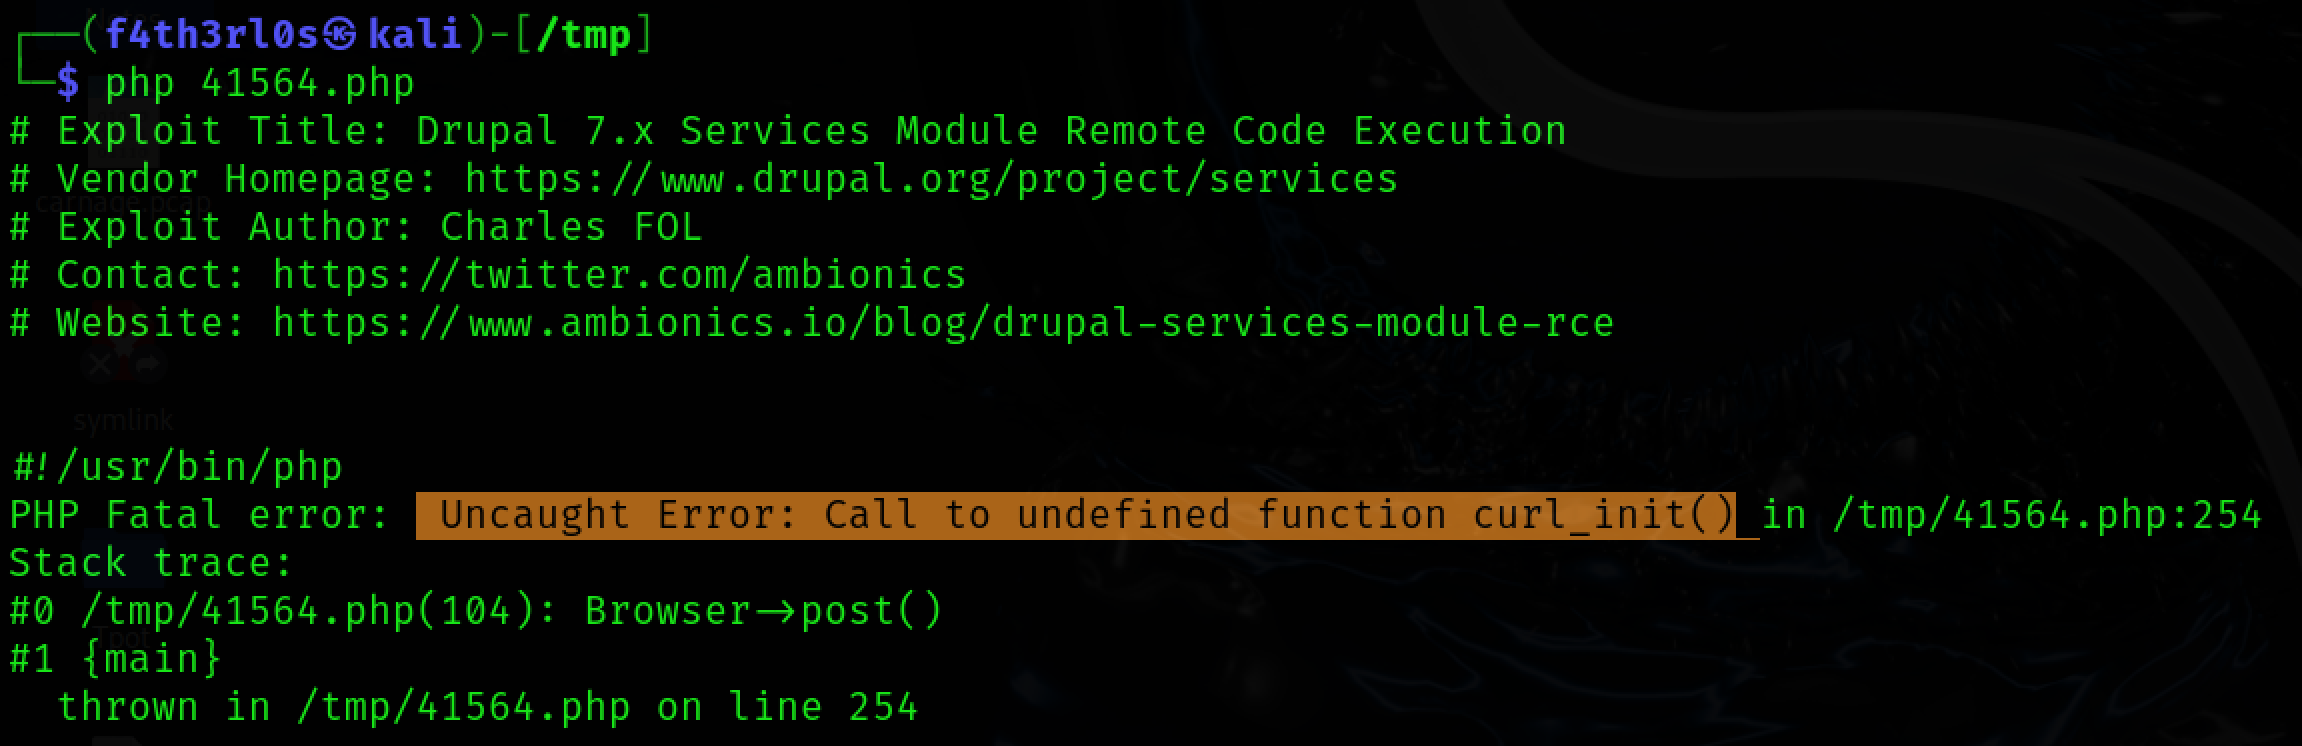 ┌──(f4th3rl0s㉿kali)-[/tmp]
└─$ php 41564.php
# Exploit Title: Drupal 7.x Services Module Remote Code Execution
# Vendor Homepage: https://www.drupal.org/project/services
# Exploit Author: Charles FOL
# Contact: https://twitter.com/ambionics
# Website: https://www.ambionics.io/blog/drupal-services-module-rce
#!/usr/bin/php
PHP Fatal error:  Uncaught Error: Call to undefined function curl_init() in /tmp/41564.php:254
Stack trace:
#0 /tmp/41564.php(104): Browser->post()
#1 {main}
  thrown in /tmp/41564.php on line 254
carnage.pcap
symlink
Tpot